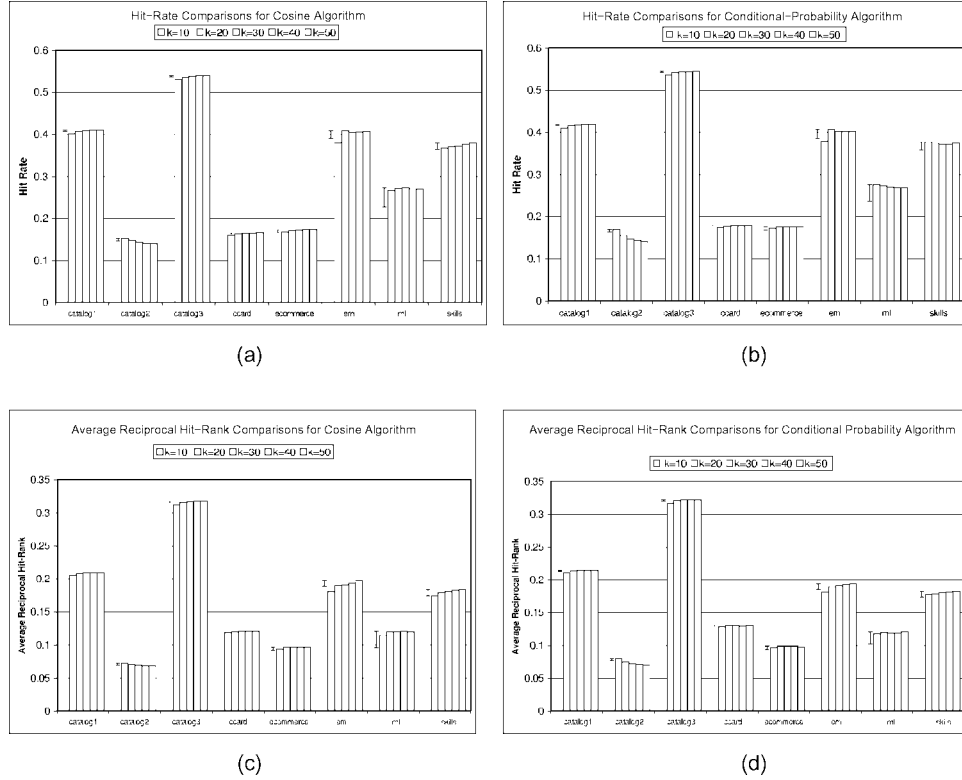 Hit-Rate Comparisons for Cosine Algorithm
k=10 k=20 k=30 k=40 k=50
Hit Rate
0.6
0.5
0.4
0.3
0.2
0.1
0
catalog1 catalog2 catalog3 ccard ecommerce em ml skills
(a)
Hit-Rate Comparisons for Conditional-Probability Algorithm
k=10 k=20 k=30 k=40 k=50
Hit Rate
0.6
0.5
0.4
0.3
0.2
0.1
0
catalog1 catalog2 catalog3 ccard ecommerce em ml skills
(b)
Average Reciprocal Hit-Rank Comparisons for Cosine Algorithm
k=10 k=20 k=30 k=40 k=50
Average Reciprocal Hit-Rank
0.35
0.3
0.25
0.2
0.15
0.1
0.05
0
catalog1 catalog2 catalog3 ccard ecommerce em ml skills
(c)
Average Reciprocal Hit-Rank Comparisons for Conditional Probability Algorithm
k=10 k=20 k=30 k=40 k=50
Average Reciprocal Hit-Rank
0.35
0.3
0.25
0.2
0.15
0.1
0.05
0
catalog1 catalog2 catalog3 ccard ecommerce em ml skills
(d)